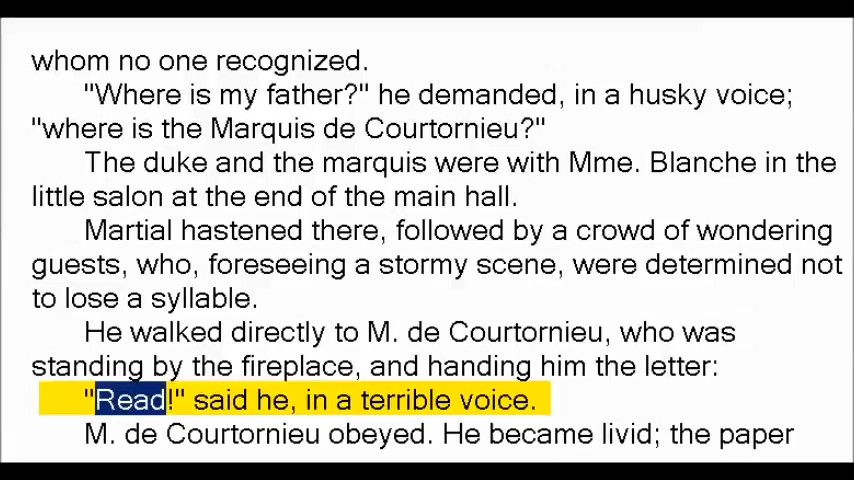 whom no one recognized.
"Where is my father?" he demanded, in a husky voice;
"where is the Marquis de Courtornieu?"
The duke and the marquis were with Mme. Blanche in the
little salon at the end of the main hall.
Martial hastened there, followed by a crowd of wondering
guests, who, foreseeing a stormy scene, were determined not
to lose a syllable.
He walked directly to M. de Courtornieu, who was
standing by the fireplace, and handing him the letter:
"Read!" said he, in a terrible voice.
M. de Courtornieu obeyed. He became livid; the paper